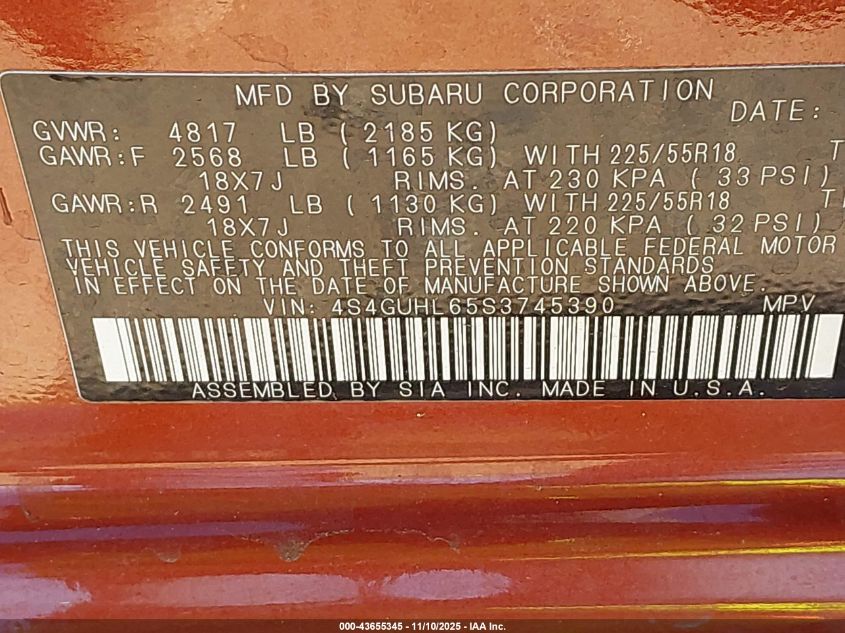 MFD BY SUBARU CORPORATION
DATE:
GVWR: 4817 LB ( 2185 KG)
GAWR:F 2568 LB ( 1165 KG) WITH 225/55R18 T
18X7J RIMS. AT 230 KPA ( 33 PSI)
GAWR:R 2491 LB ( 1130 KG) WITH 225/55R18
18X7J RIMS. AT 220 KPA ( 32 PSI)
THIS VEHICLE CONFORMS TO ALL APPLICABLE FEDERAL MOTOR
VEHICLE SAFETY AND THEFT PREVENTION STANDARDS
IN EFFECT ON THE DATE OF MANUFACTURE SHOWN ABOVE.
VIN: 4S4GUHL65S3745390 MPV
ASSEMBLED BY SIA INC. MADE IN U.S.A.
000-43655345 - 11/10/2025 - IAA Inc.